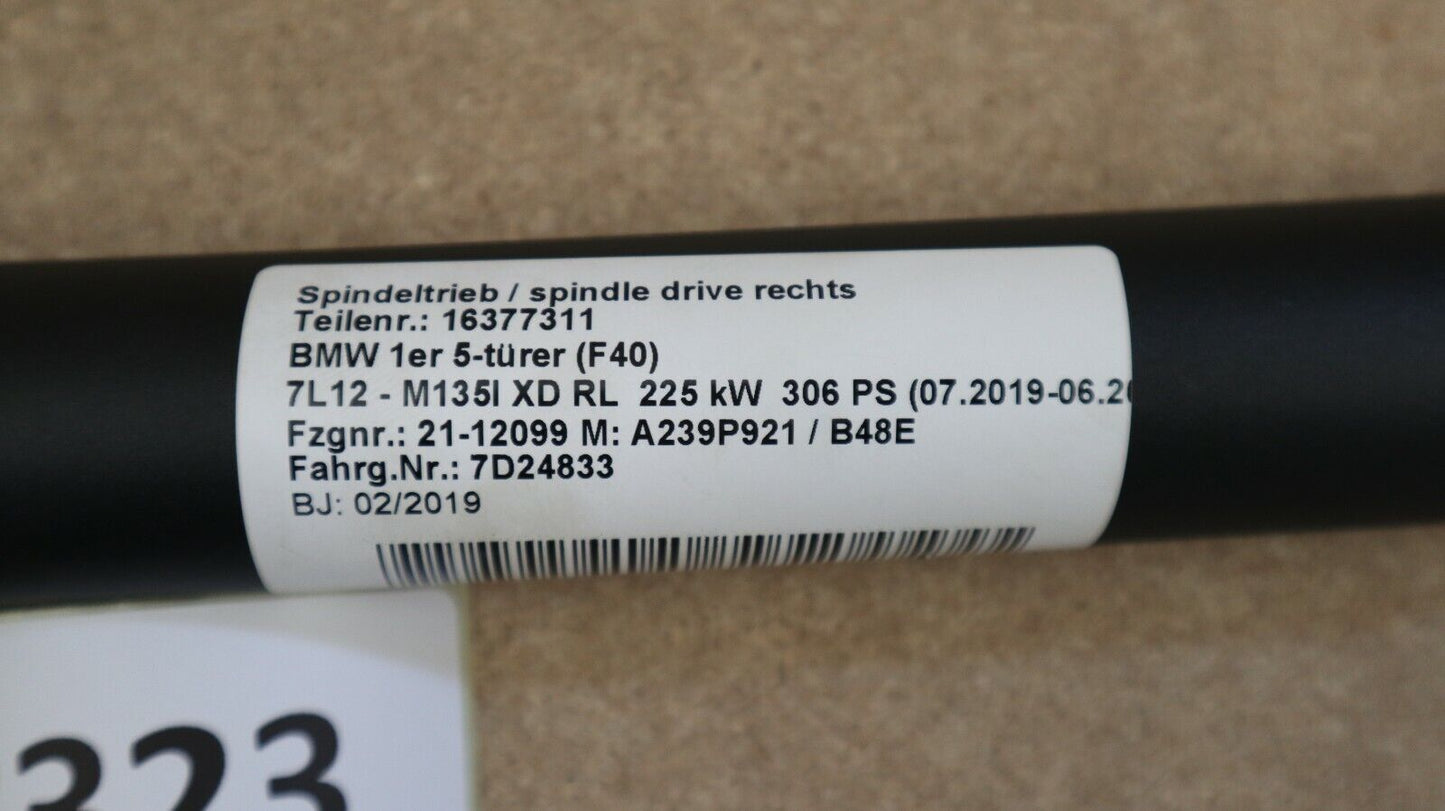 Spindeltrieb / spindle drive rechts
Teilenr.: 16377311
BMW 1er 5-türer (F40)
7L12 - M135I XD RL 225 kW 306 PS (07.2019-06.2
Fzgnr.: 21-12099 M: A239P921 / B48E
Fahrg.Nr.: 7D24833
BJ: 02/2019
323